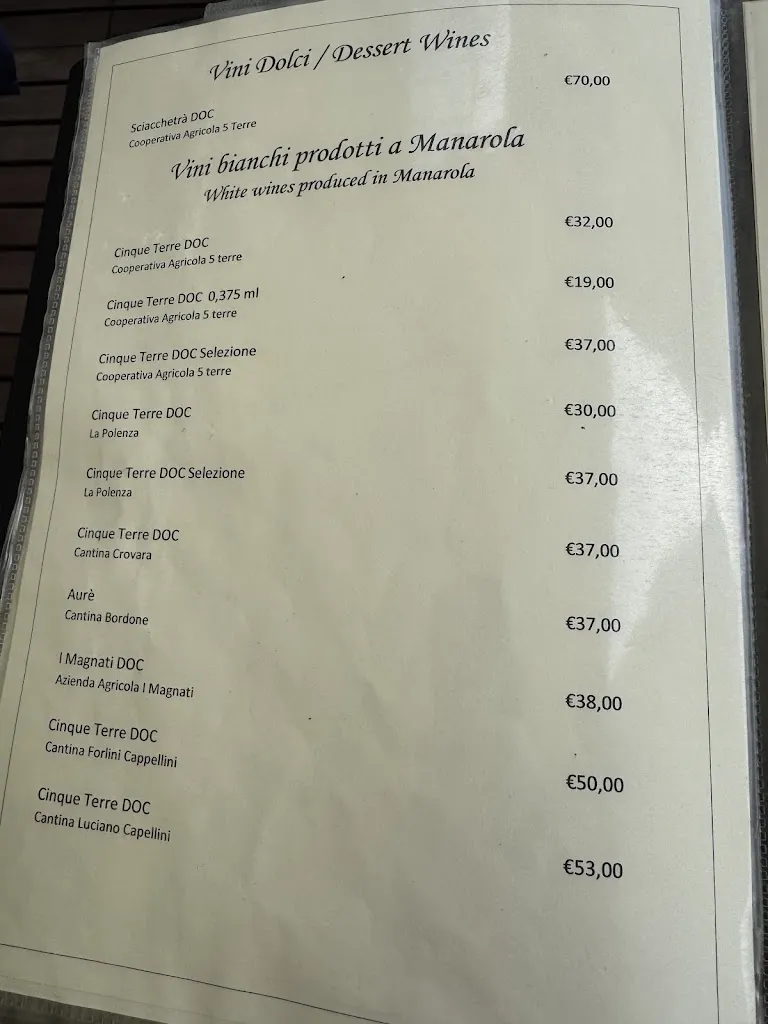 Vini Dolci / Dessert Wines
Sciacchetrà DOC €70,00
Cooperativa Agricola 5 Terre
Vini bianchi prodotti a Manarola
White wines produced in Manarola
Cinque Terre DOC €32,00
Cooperativa Agricola 5 terre
Cinque Terre DOC 0,375 ml €19,00
Cooperativa Agricola 5 terre
Cinque Terre DOC Selezione €37,00
Cooperativa Agricola 5 terre
Cinque Terre DOC €30,00
La Polenza
Cinque Terre DOC Selezione €37,00
La Polenza
Cinque Terre DOC €37,00
Cantina Crovara
Aurè €37,00
Cantina Bordone
I Magnati DOC €38,00
Azienda Agricola I Magnati
Cinque Terre DOC €50,00
Cantina Forlini Cappellini
Cinque Terre DOC €53,00
Cantina Luciano Capellini